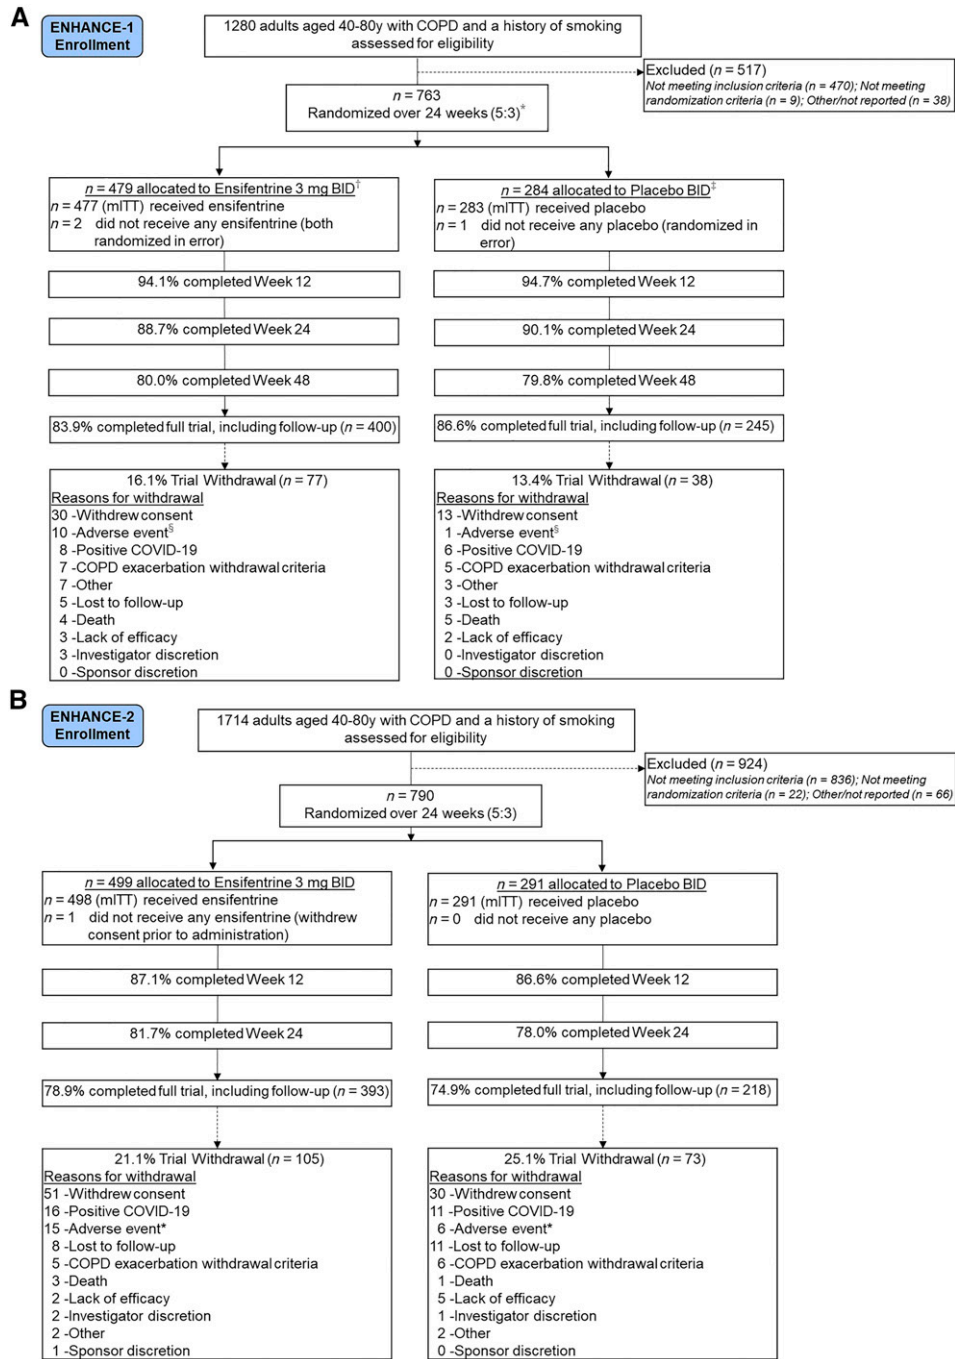 A
ENHANCE-1
Enrollment
1280 adults aged 40-80y with COPD and a history of smoking
assessed for eligibility
Excluded (n = 517)
Not meeting inclusion criteria (n = 470); Not meeting
randomization criteria (n = 9); Other/not reported (n = 38)
n = 763
Randomized over 24 weeks (5:3)*
n = 479 allocated to Ensifentrine 3 mg BID†
n = 477 (mITT) received ensifentrine
n = 2 did not receive any ensifentrine (both
randomized in error)
94.1% completed Week 12
88.7% completed Week 24
80.0% completed Week 48
83.9% completed full trial, including follow-up (n = 400)
16.1% Trial Withdrawal (n = 77)
Reasons for withdrawal
30 -Withdrew consent
10 -Adverse event§
8 -Positive COVID-19
7 -COPD exacerbation withdrawal criteria
7 -Other
5 -Lost to follow-up
4 -Death
3 -Lack of efficacy
3 -Investigator discretion
0 -Sponsor discretion
n = 284 allocated to Placebo BID‡
n = 283 (mITT) received placebo
n = 1 did not receive any placebo (randomized in
error)
94.7% completed Week 12
90.1% completed Week 24
79.8% completed Week 48
86.6% completed full trial, including follow-up (n = 245)
13.4% Trial Withdrawal (n = 38)
Reasons for withdrawal
13 -Withdrew consent
1 -Adverse event§
6 -Positive COVID-19
5 -COPD exacerbation withdrawal criteria
3 -Other
3 -Lost to follow-up
5 -Death
2 -Lack of efficacy
0 -Investigator discretion
0 -Sponsor discretion
B
ENHANCE-2
Enrollment
1714 adults aged 40-80y with COPD and a history of smoking
assessed for eligibility
Excluded (n = 924)
Not meeting inclusion criteria (n = 836); Not meeting
randomization criteria (n = 22); Other/not reported (n = 66)
n = 790
Randomized over 24 weeks (5:3)
n = 499 allocated to Ensifentrine 3 mg BID
n = 498 (mITT) received ensifentrine
n = 1 did not receive any ensifentrine (withdrew
consent prior to administration)
87.1% completed Week 12
81.7% completed Week 24
78.9% completed full trial, including follow-up (n = 393)
21.1% Trial Withdrawal (n = 105)
Reasons for withdrawal
51 -Withdrew consent
16 -Positive COVID-19
15 -Adverse event*
8 -Lost to follow-up
5 -COPD exacerbation withdrawal criteria
3 -Death
2 -Lack of efficacy
2 -Investigator discretion
2 -Other
1 -Sponsor discretion
n = 291 allocated to Placebo BID
n = 291 (mITT) received placebo
n = 0 did not receive any placebo
86.6% completed Week 12
78.0% completed Week 24
74.9% completed full trial, including follow-up (n = 218)
25.1% Trial Withdrawal (n = 73)
Reasons for withdrawal
30 -Withdrew consent
11 -Positive COVID-19
6 -Adverse event*
11 -Lost to follow-up
6 -COPD exacerbation withdrawal criteria
1 -Death
5 -Lack of efficacy
1 -Investigator discretion
2 -Other
0 -Sponsor discretion